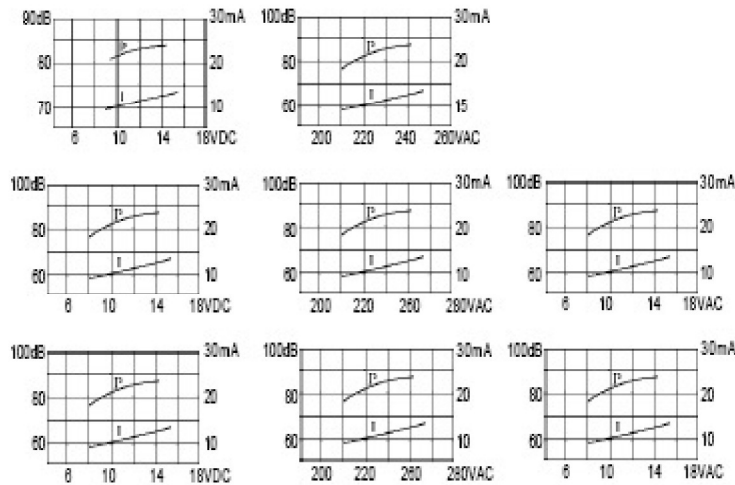 90dB 30mA 100dB 30mA
P P
80 20 80 20
I I
70 10 60 15
6 10 14 18VDC 200 220 240 260VAC
100dB 30mA 100dB 30mA 100dB 30mA
P P P
80 20 80 20 80 20
I I I
60 10 60 10 60 10
6 10 14 18VDC 200 220 260 280VAC 6 10 14 18VAC
100dB 30mA 100dB 30mA 100dB 30mA
P P P
80 20 80 20 80 20
I I I
60 10 60 10 60 10
6 10 14 18VDC 200 220 260 280VAC 6 10 14 18VAC